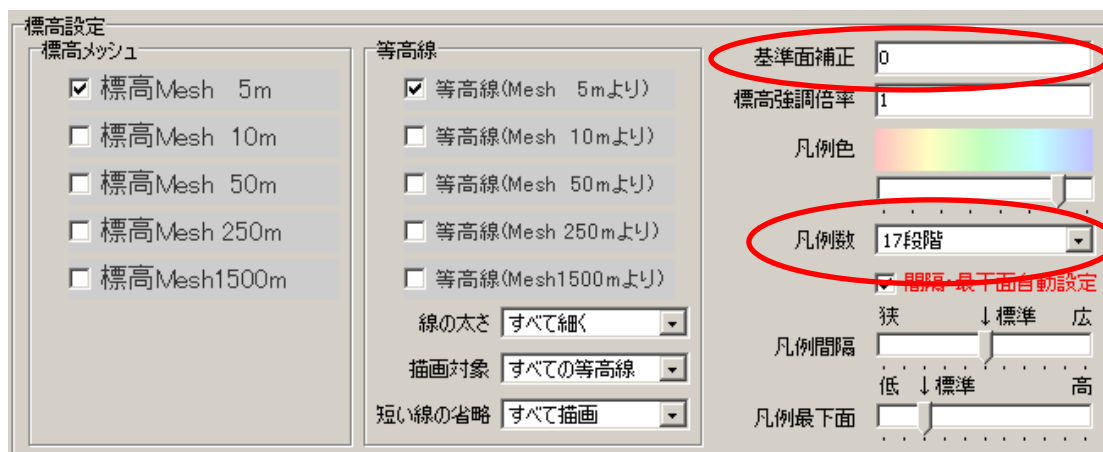 標高設定
標高メッシュ
標高Mesh 5m
標高Mesh 10m
標高Mesh 50m
標高Mesh 250m
標高Mesh1500m
等高線
等高線(Mesh 5mより)
等高線(Mesh 10mより)
等高線(Mesh 50mより)
等高線(Mesh 250mより)
等高線(Mesh1500mより)
線の太さ すべて細く
描画対象 すべての等高線
短い線の省略 すべて描画
基準面補正 0
標高強調倍率 1
凡例色
凡例数 17段階
間隔・最下面自動設定
狭 ↓標準 広
凡例間隔
低 ↓標準 高
凡例最下面